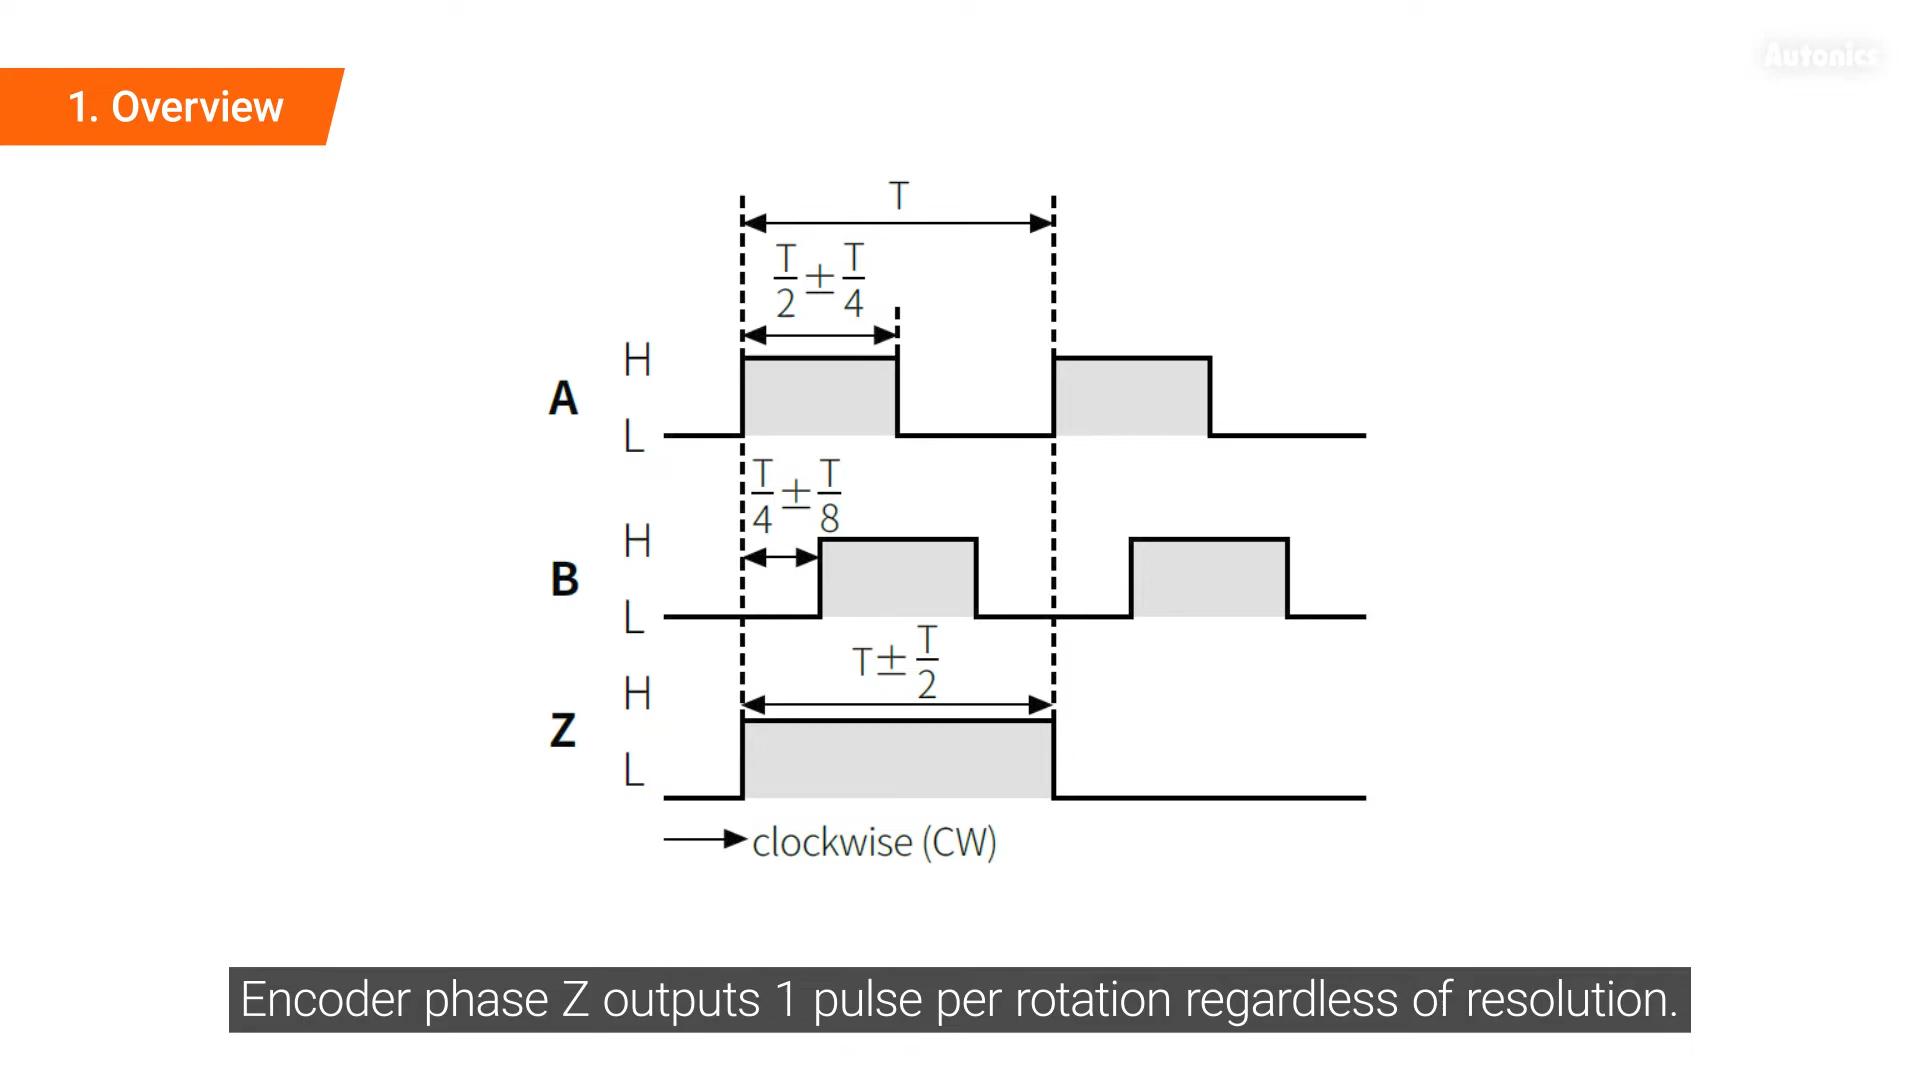 Autonics
1. Overview
T
T/2 ± T/4
H
A
L
T/4 ± T/8
H
B
L
T ± T/2
H
Z
L
clockwise (CW)
Encoder phase Z outputs 1 pulse per rotation regardless of resolution.